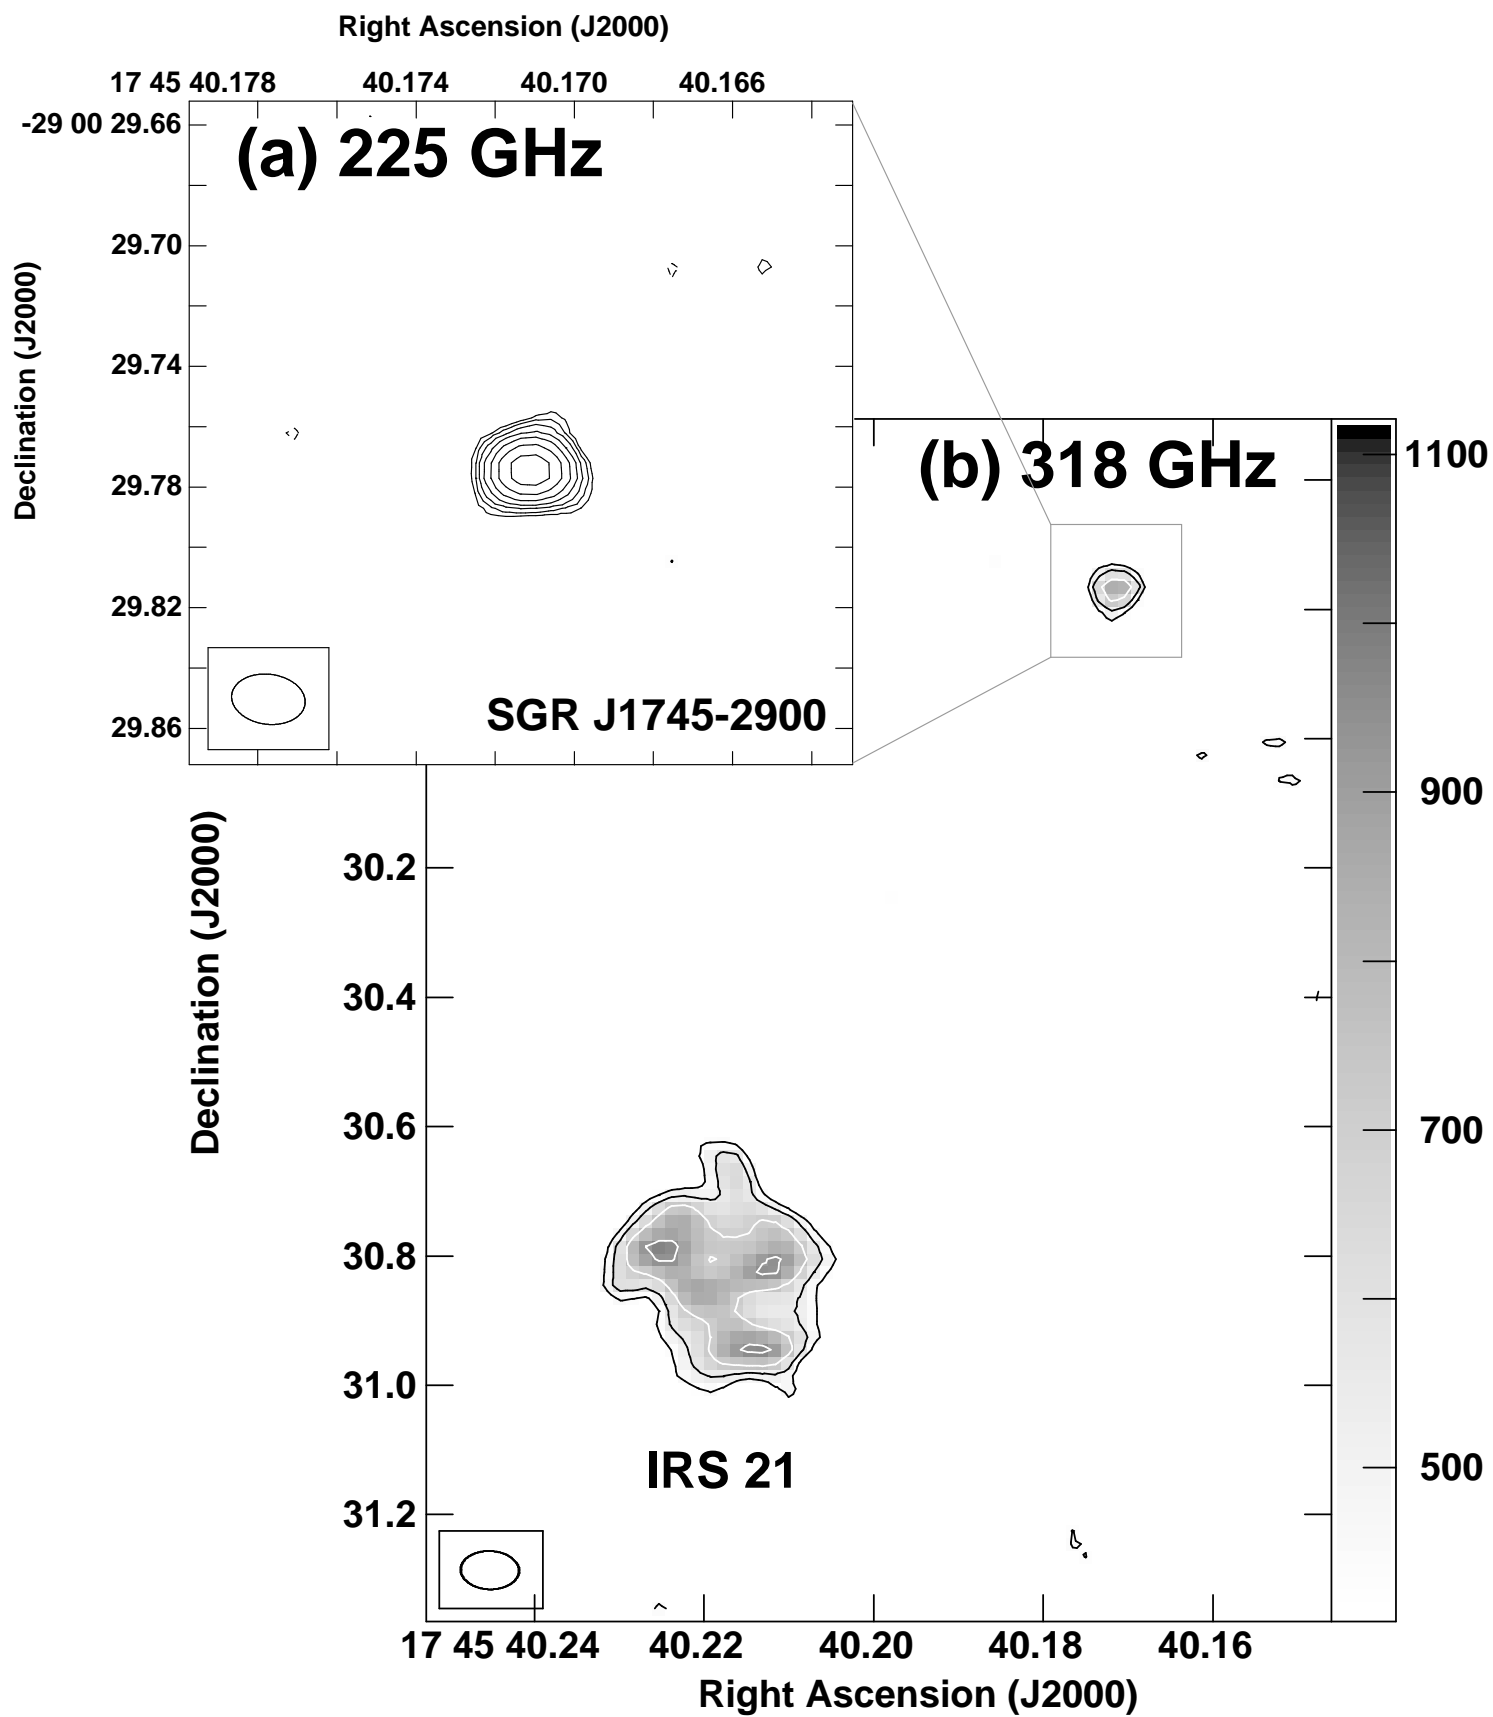 Right Ascension (J2000)
17 45 40.178 40.174 40.170 40.166
-29 00 29.66
(a) 225 GHz
29.70
Declination (J2000)
29.74
29.78
29.82
29.86
SGR J1745-2900
(b) 318 GHz
1100
900
700
500
Declination (J2000)
30.2
30.4
30.6
30.8
31.0
31.2
IRS 21
17 45 40.24 40.22 40.20 40.18 40.16
Right Ascension (J2000)